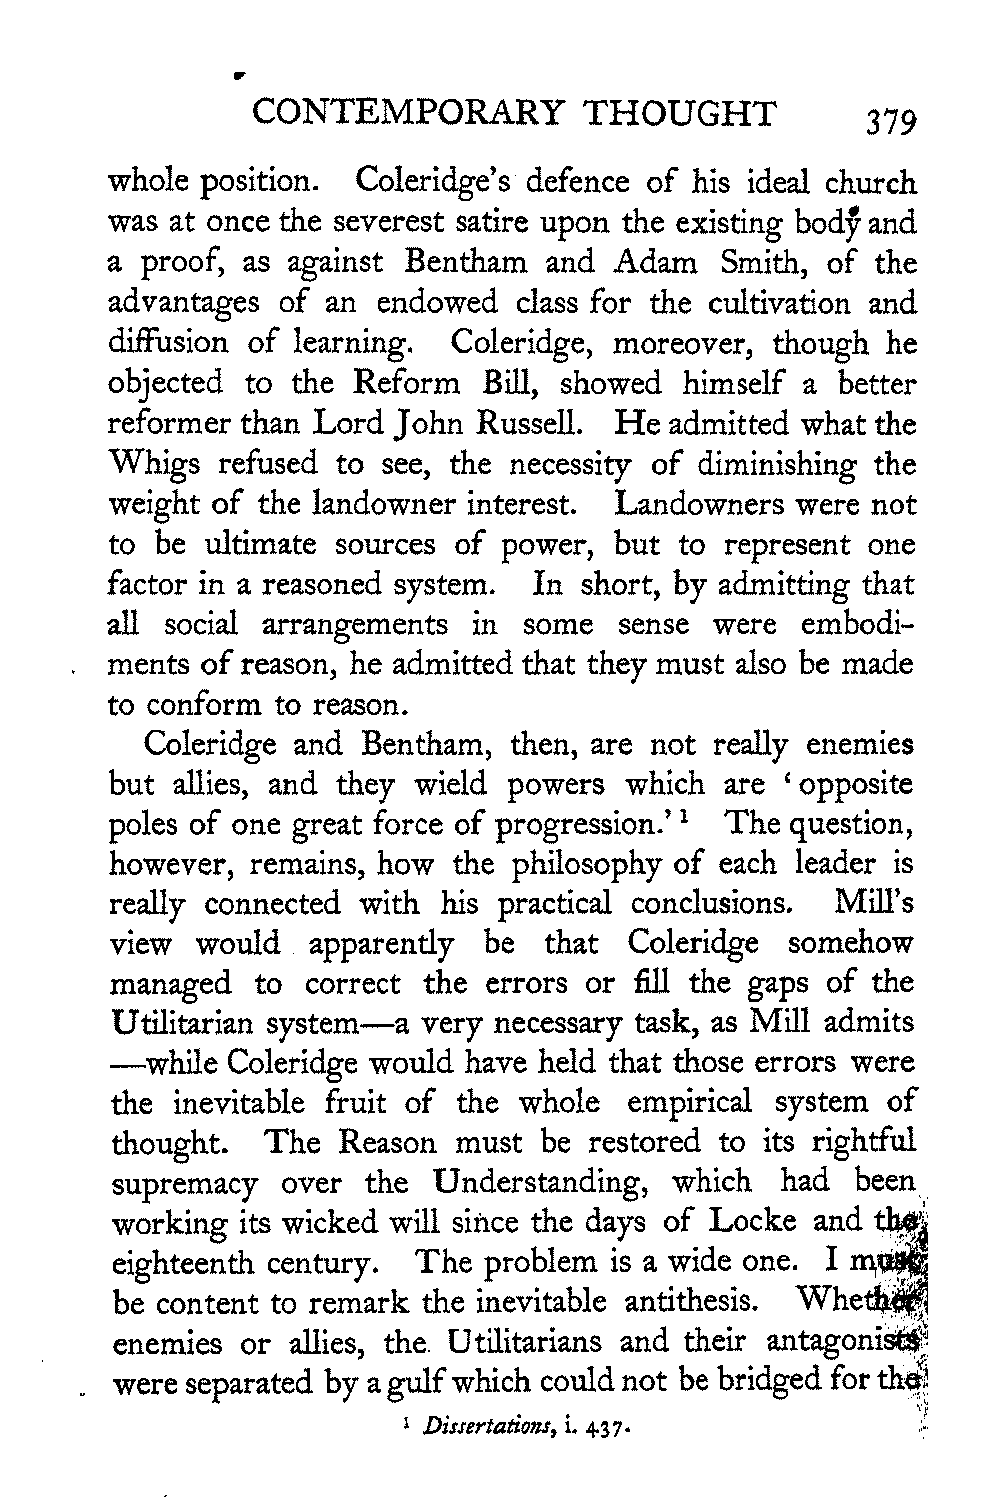 CONTEMPORARY THOUGHT 379
whole position. Coleridge's defence of his ideal church
was at once the severest satire upon the existing body and
a proof, as against Bentham and Adam Smith, of the
advantages of an endowed class for the cultivation and
diffusion of learning. Coleridge, moreover, though he
objected to the Reform Bill, showed himself a better
reformer than Lord John Russell. He admitted what the
Whigs refused to see, the necessity of diminishing the
weight of the landowner interest. Landowners were not
to be ultimate sources of power, but to represent one
factor in a reasoned system. In short, by admitting that
all social arrangements in some sense were embodi-
ments of reason, he admitted that they must also be made
to conform to reason.
Coleridge and Bentham, then, are not really enemies
but allies, and they wield powers which are ‘opposite
poles of one great force of progression.’ ¹ The question,
however, remains, how the philosophy of each leader is
really connected with his practical conclusions. Mill's
view would apparently be that Coleridge somehow
managed to correct the errors or fill the gaps of the
Utilitarian system—a very necessary task, as Mill admits
—while Coleridge would have held that those errors were
the inevitable fruit of the whole empirical system of
thought. The Reason must be restored to its rightful
supremacy over the Understanding, which had been
working its wicked will since the days of Locke and the
eighteenth century. The problem is a wide one. I must
be content to remark the inevitable antithesis. Whether
enemies or allies, the Utilitarians and their antagonists
were separated by a gulf which could not be bridged for the
¹ Dissertations, i. 437.